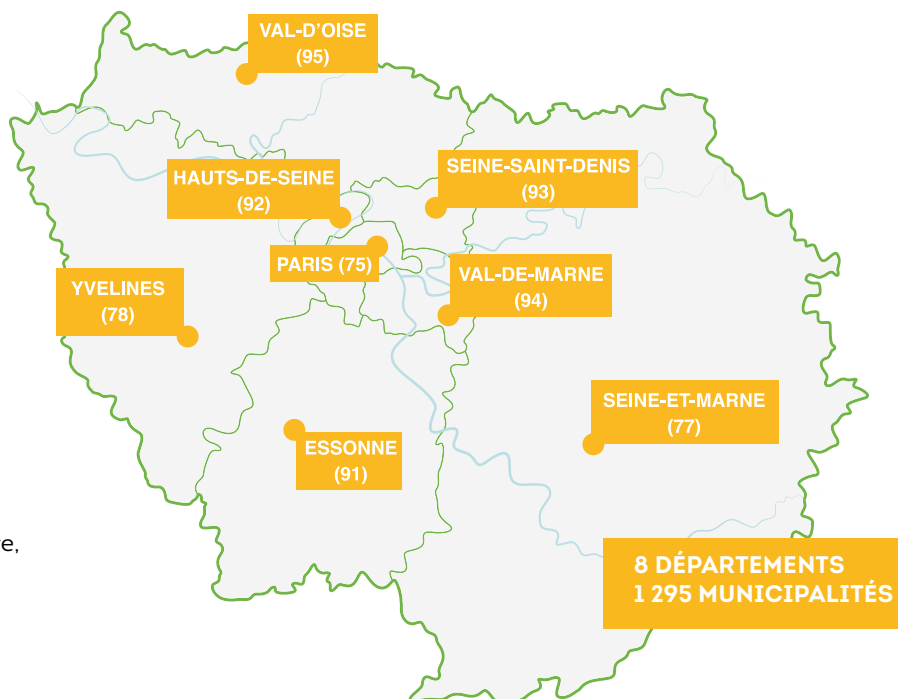 VAL-D'OISE
(95)
HAUTS-DE-SEINE
(92)
SEINE-SAINT-DENIS
(93)
PARIS (75)
VAL-DE-MARNE
(94)
YVELINES
(78)
SEINE-ET-MARNE
(77)
ESSONNE
(91)
8 DÉPARTEMENTS
1 295 MUNICIPALITÉS